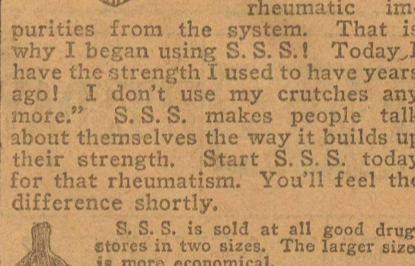 rheumatic im-
purities from the system. That is
why I began using S. S. S.! Today I
have the strength I used to have years
ago! I don't use my crutches any
more." S. S. S. makes people talk
about themselves the way it builds up
their strength. Start S. S. S. today
for that rheumatism. You'll feel the
difference shortly.
S. S. S. is sold at all good drug
stores in two sizes. The larger size
is more economical.